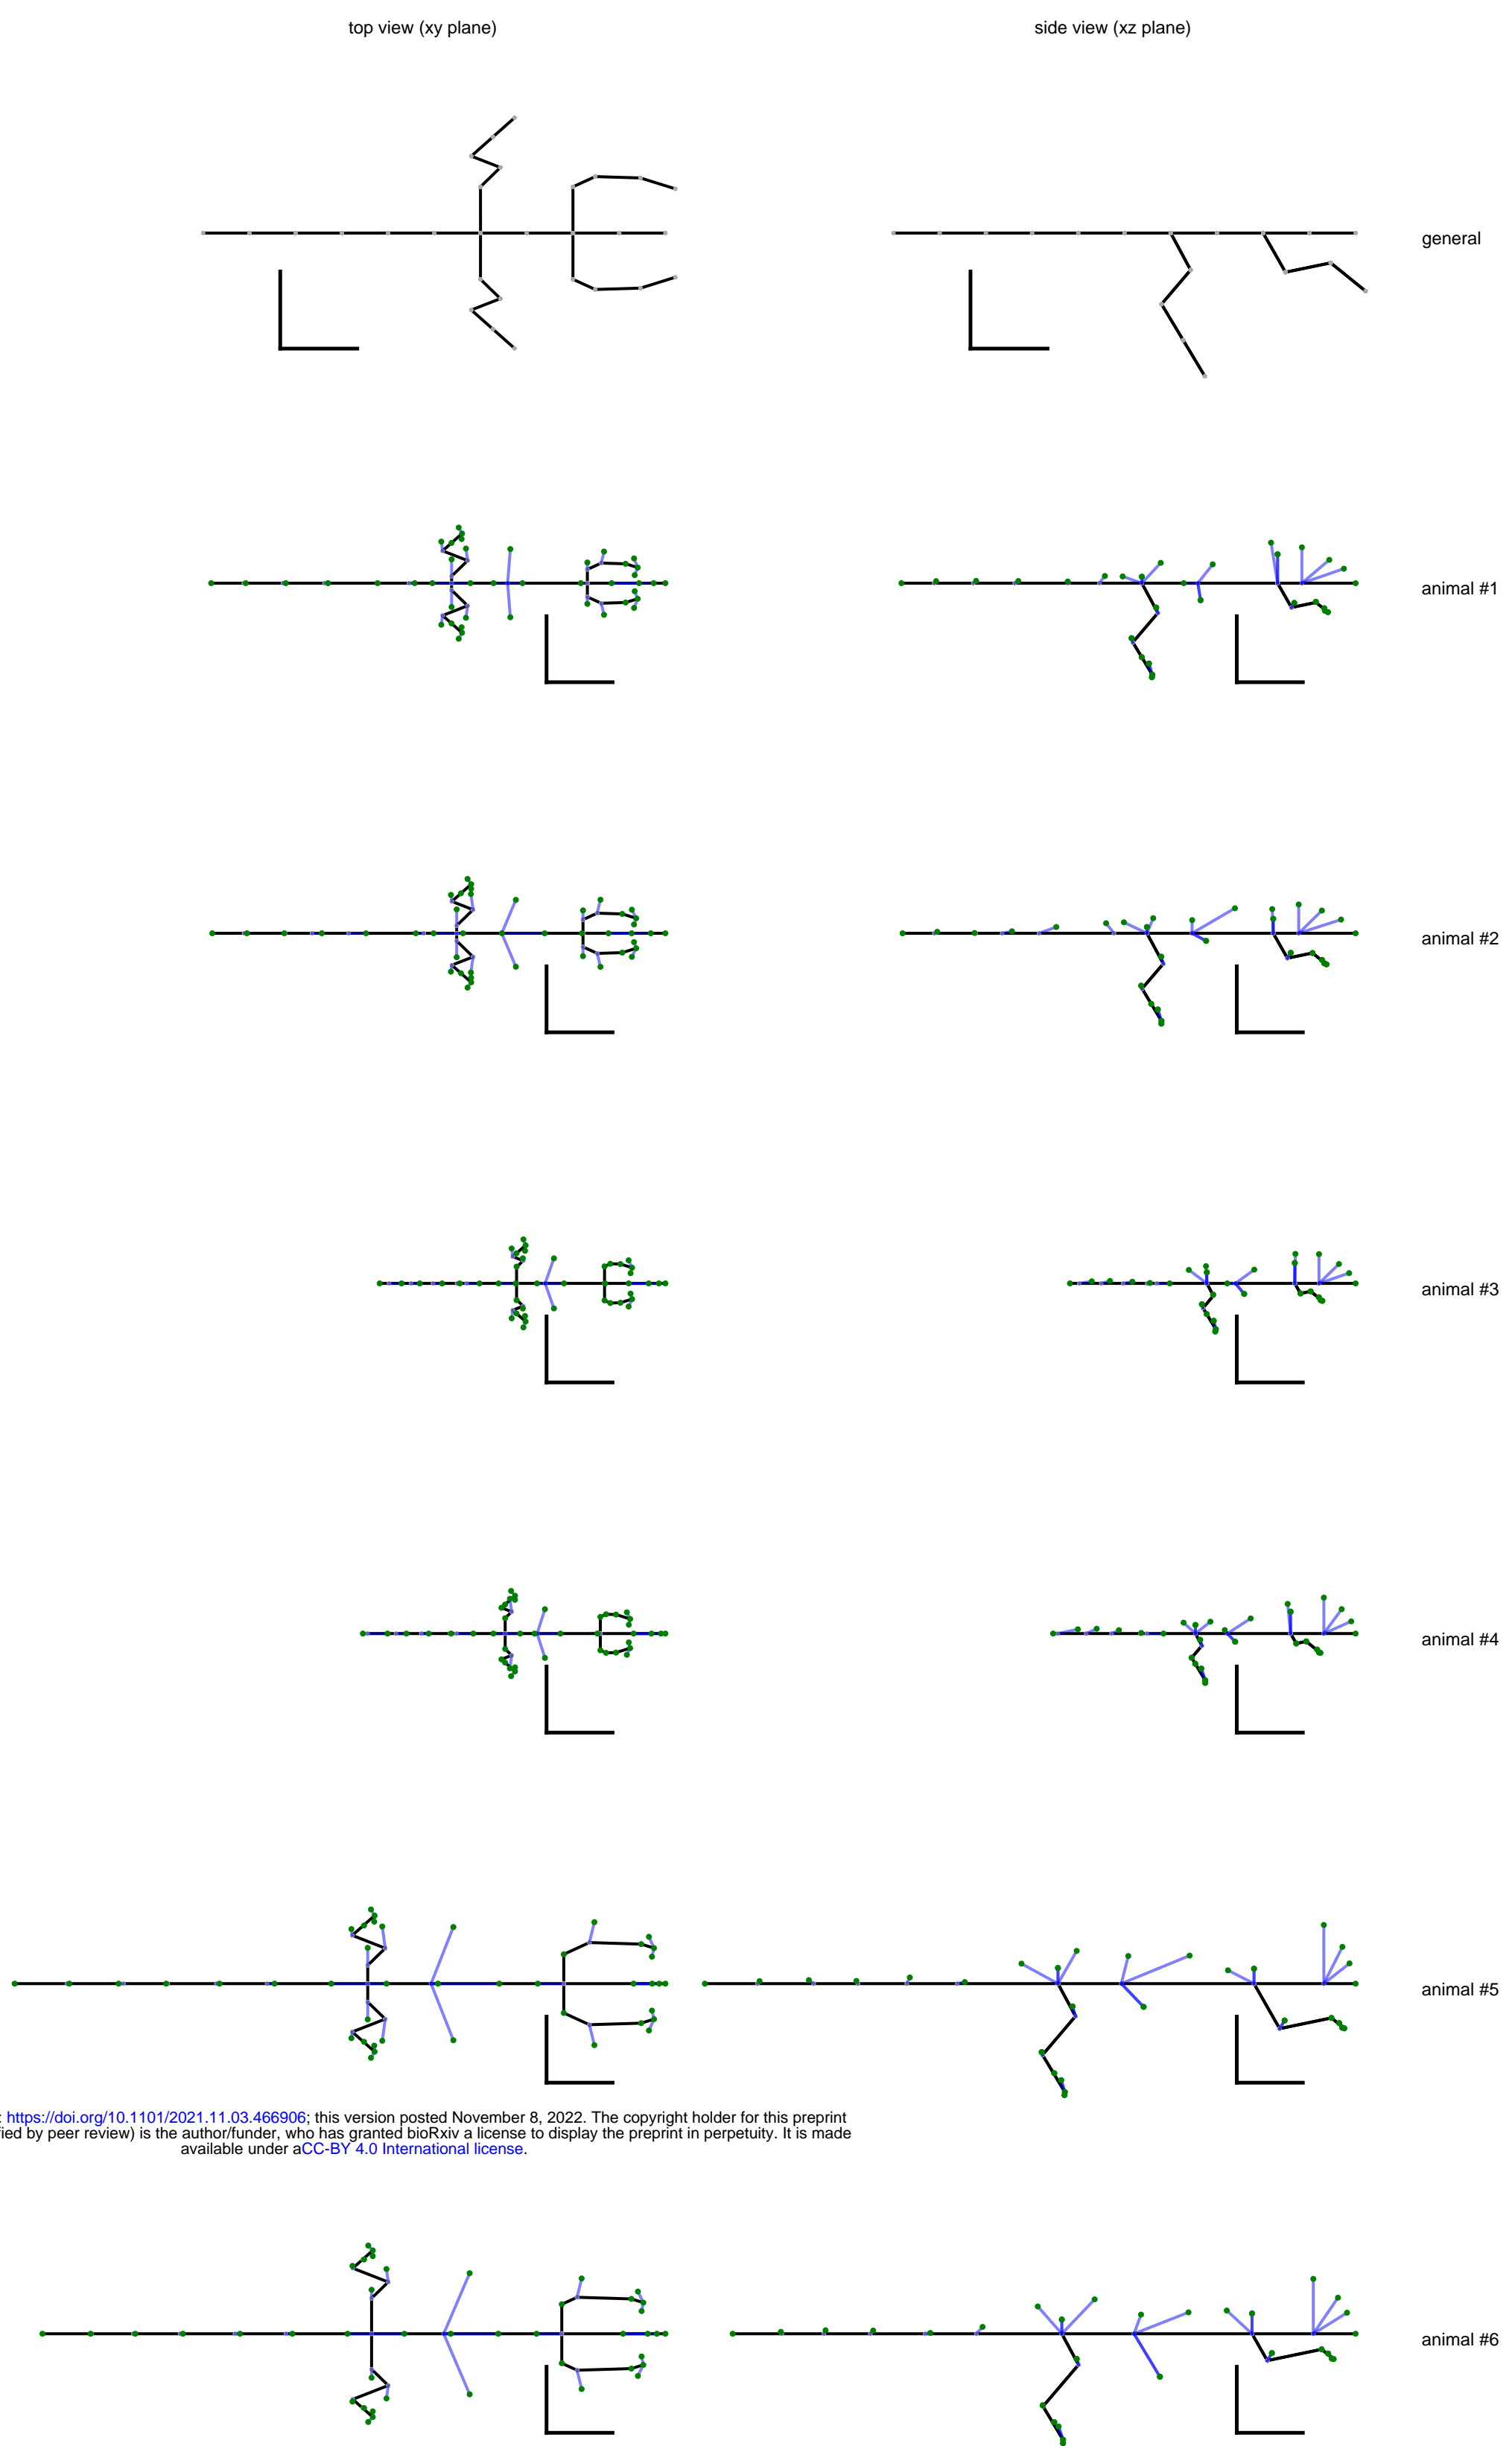 top view (xy plane)
side view (xz plane)
general
animal #1
animal #2
animal #3
animal #4
animal #5
: https://doi.org/10.1101/2021.11.03.466906; this version posted November 8, 2022. The copyright holder for this preprint
by peer review) is the author/funder, who has granted bioRxiv a license to display the preprint in perpetuity. It is made
available under aCC-BY 4.0 International license.
animal #6